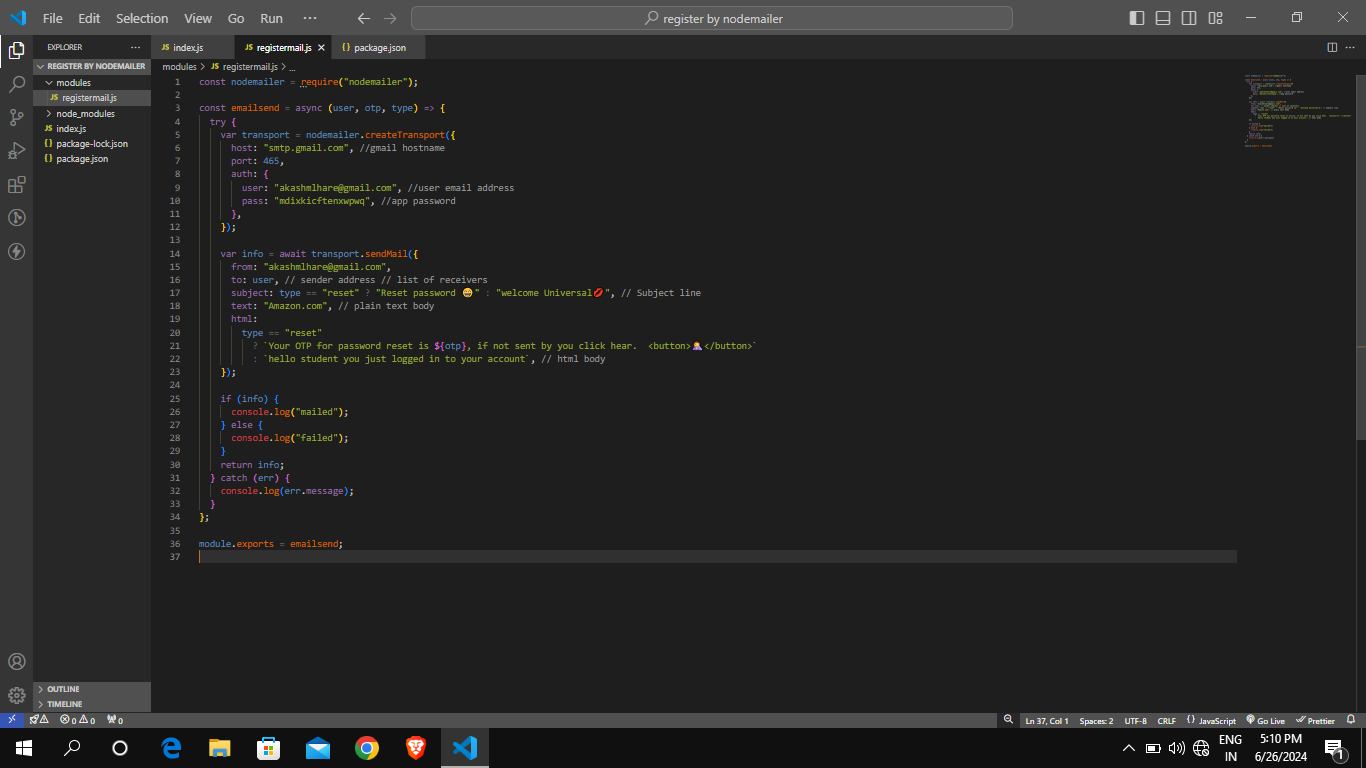 File Edit Selection View Go Run ··· register by nodemailer
EXPLORER ···
REGISTER BY NODEMAILER
modules
JS registermail.js
node_modules
JS index.js
{} package-lock.json
{} package.json
OUTLINE
TIMELINE
JS index.js JS registermail.js {} package.json
modules > JS registermail.js > ...
1 const nodemailer = require("nodemailer");
2
3 const emailsend = async (user, otp, type) => {
4 try {
5 var transport = nodemailer.createTransport({
6 host: "smtp.gmail.com", //gmail hostname
7 port: 465,
8 auth: {
9 user: "akashmlhare@gmail.com", //user email address
10 pass: "mdixkicftenxwpwq", //app password
11 },
12 });
13
14 var info = await transport.sendMail({
15 from: "akashmlhare@gmail.com",
16 to: user, // sender address // list of receivers
17 subject: type == "reset" ? "Reset password 😄" : "welcome Universal💋", // Subject line
18 text: "Amazon.com", // plain text body
19 html:
20 type == "reset"
21 ? `Your OTP for password reset is ${otp}, if not sent by you click hear.  <button>🤦</button>`
22 : `hello student you just logged in to your account`, // html body
23 });
24
25 if (info) {
26 console.log("mailed");
27 } else {
28 console.log("failed");
29 }
30 return info;
31 } catch (err) {
32 console.log(err.message);
33 }
34 };
35
36 module.exports = emailsend;
37
0 0 0 Ln 37, Col 1 Spaces: 2 UTF-8 CRLF {} JavaScript Go Live Prettier
ENG 5:10 PM
IN 6/26/2024 1